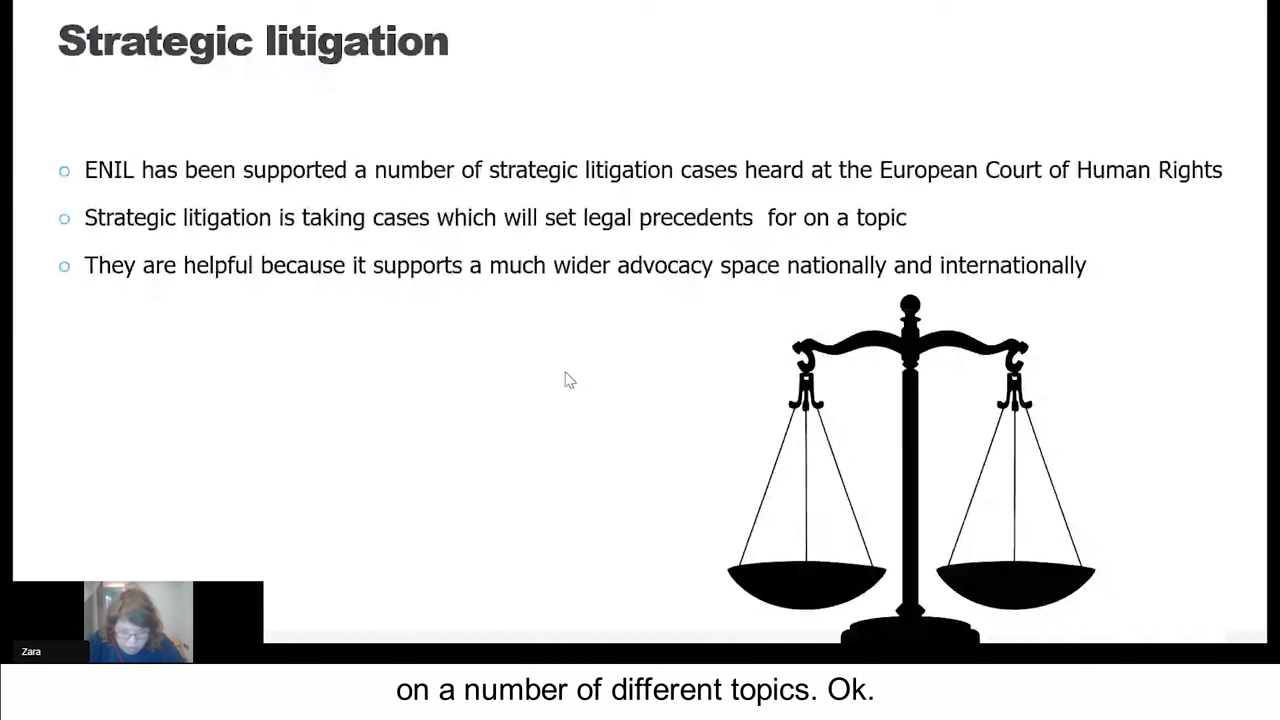 Strategic litigation
ENIL has been supported a number of strategic litigation cases heard at the European Court of Human Rights
Strategic litigation is taking cases which will set legal precedents  for on a topic
They are helpful because it supports a much wider advocacy space nationally and internationally
Zara
on a number of different topics. Ok.